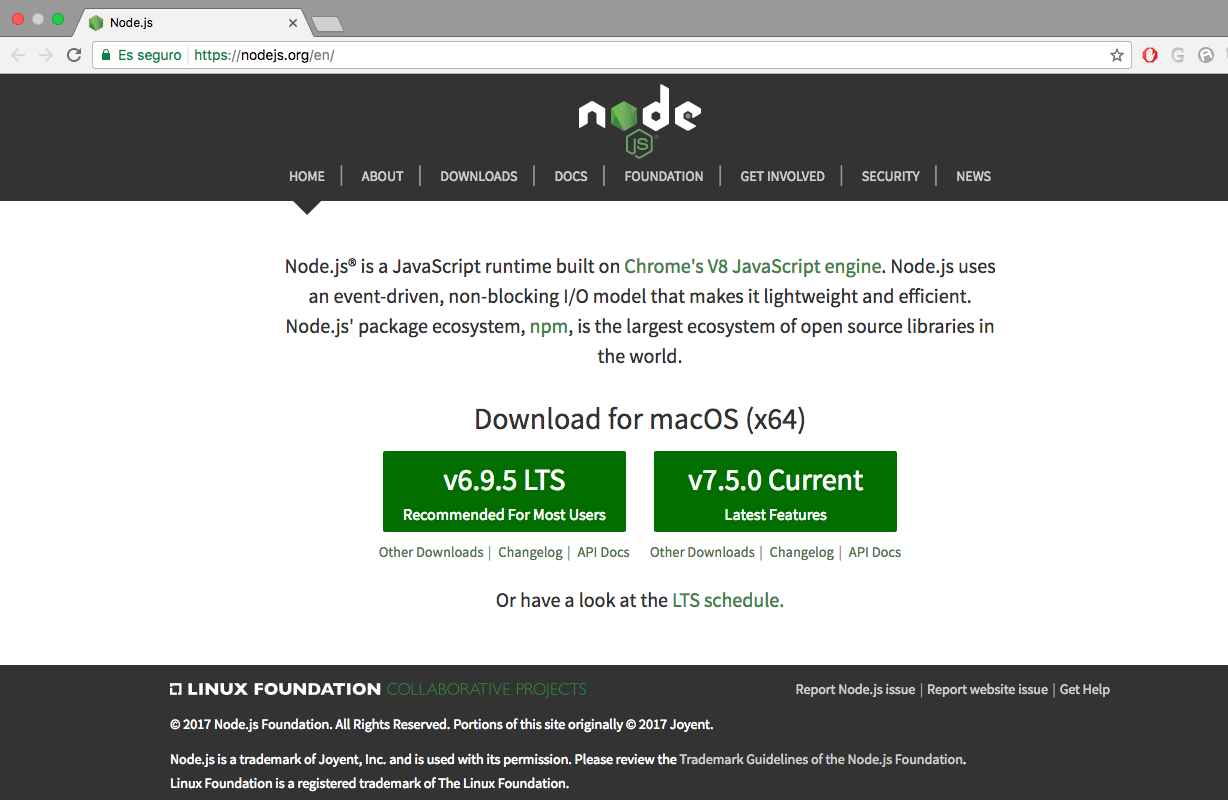 Node.js
Es seguro https://nodejs.org/en/
node
JS
HOME ABOUT DOWNLOADS DOCS FOUNDATION GET INVOLVED SECURITY NEWS
Node.js® is a JavaScript runtime built on Chrome's V8 JavaScript engine. Node.js uses
an event-driven, non-blocking I/O model that makes it lightweight and efficient.
Node.js' package ecosystem, npm, is the largest ecosystem of open source libraries in
the world.
Download for macOS (x64)
v6.9.5 LTS
Recommended For Most Users
v7.5.0 Current
Latest Features
Other Downloads | Changelog | API Docs
Other Downloads | Changelog | API Docs
Or have a look at the LTS schedule.
LINUX FOUNDATION COLLABORATIVE PROJECTS
Report Node.js issue | Report website issue | Get Help
© 2017 Node.js Foundation. All Rights Reserved. Portions of this site originally © 2017 Joyent.
Node.js is a trademark of Joyent, Inc. and is used with its permission. Please review the Trademark Guidelines of the Node.js Foundation.
Linux Foundation is a registered trademark of The Linux Foundation.